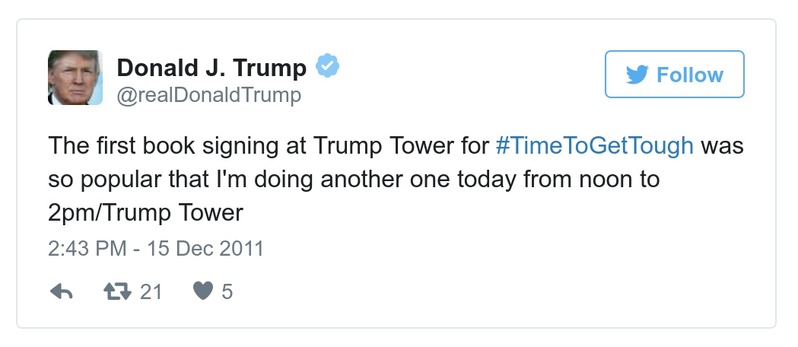 Donald J. Trump
@realDonaldTrump
Follow
The first book signing at Trump Tower for #TimeToGetTough was
so popular that I'm doing another one today from noon to
2pm/Trump Tower
2:43 PM - 15 Dec 2011
21 5